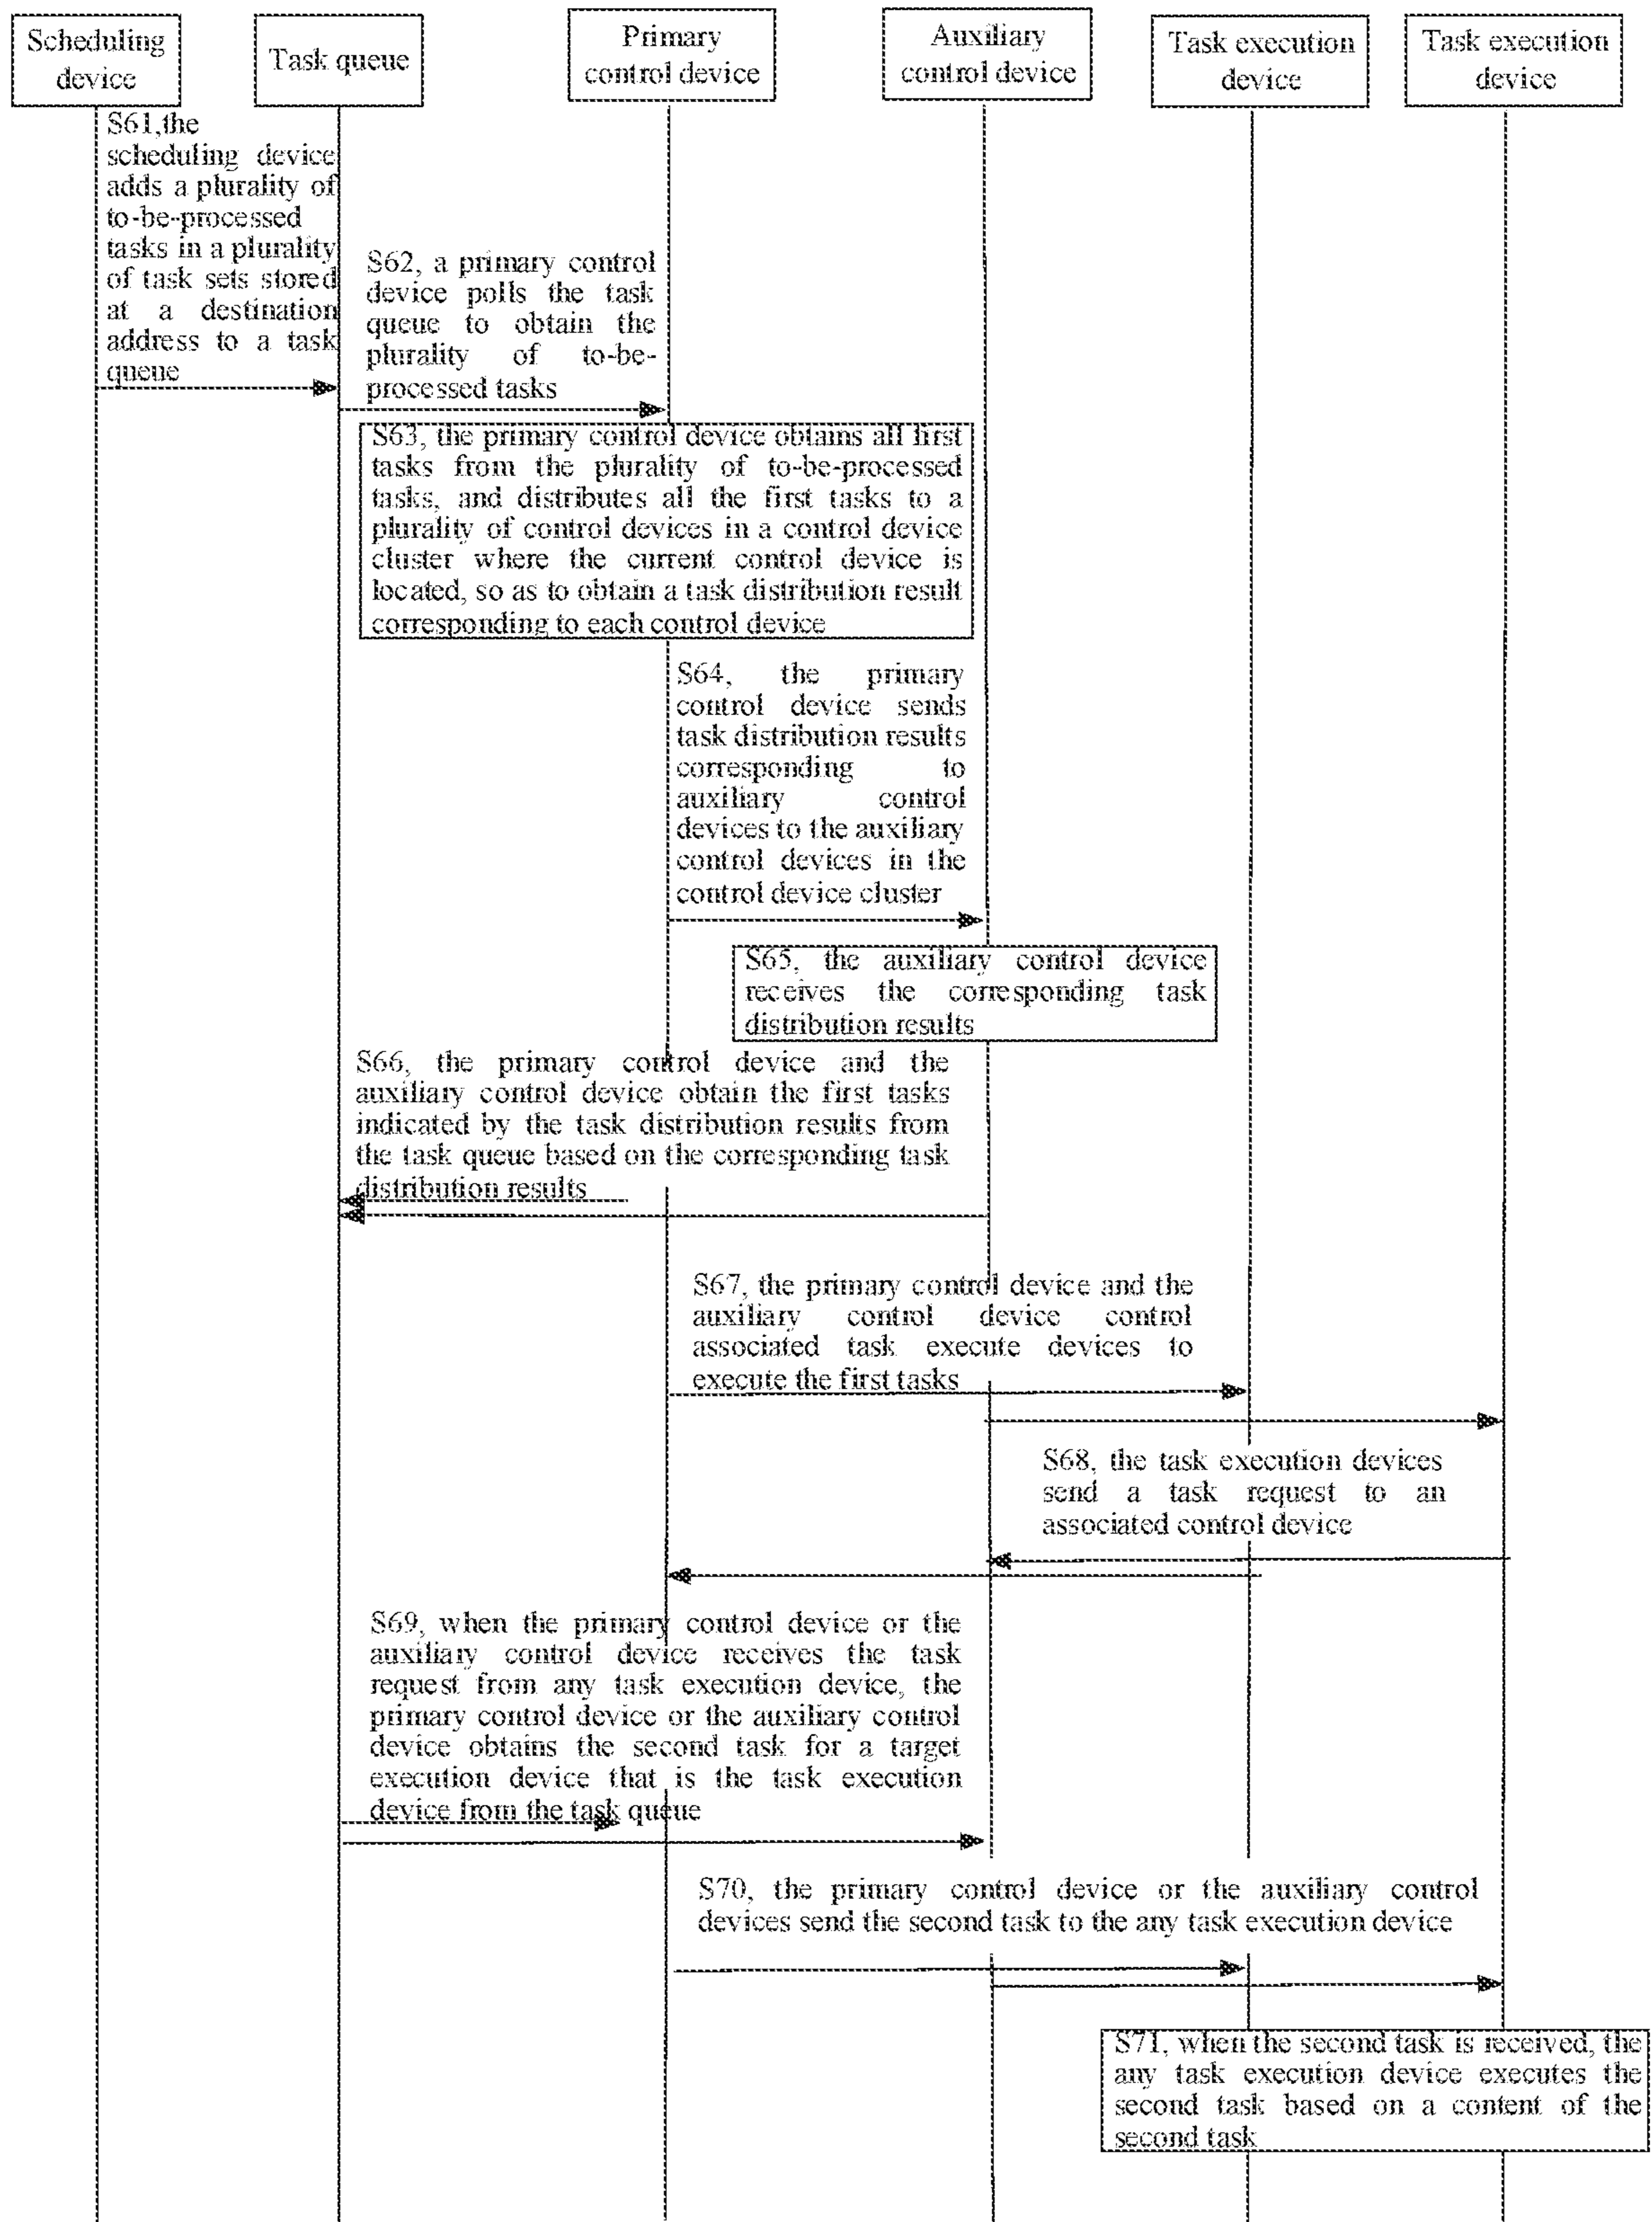 Scheduling
device
Task queue
Primary
control device
Auxiliary
control device
Task execution
device
Task execution
device
S61,the
scheduling device
adds a plurality of
to-be-processed
tasks in a plurality
of task sets stored
at a destination
address to a task
queue
S62, a primary control
device polls the task
queue to obtain the
plurality of to-be-
processed tasks
S63, the primary control device obtains all first
tasks from the plurality of to-be-processed
tasks, and distributes all the first tasks to a
plurality of control devices in a control device
cluster where the current control device is
located, so as to obtain a task distribution result
corresponding to each control device
S64, the primary
control device sends
task distribution results
corresponding to
auxiliary control
devices to the auxiliary
control devices in the
control device cluster
S65, the auxiliary control device
receives the corresponding task
distribution results
S66, the primary control device and the
auxiliary control device obtain the first tasks
indicated by the task distribution results from
the task queue based on the corresponding task
distribution results
S67, the primary control device and the
auxiliary control device control
associated task execute devices to
execute the first tasks
S68, the task execution devices
send a task request to an
associated control device
S69, when the primary control device or the
auxiliary control device receives the task
request from any task execution device, the
primary control device or the auxiliary control
device obtains the second task for a target
execution device that is the task execution
device from the task queue
S70, the primary control device or the auxiliary control
devices send the second task to the any task execution device
S71, when the second task is received, the
any task execution device executes the
second task based on a content of the
second task